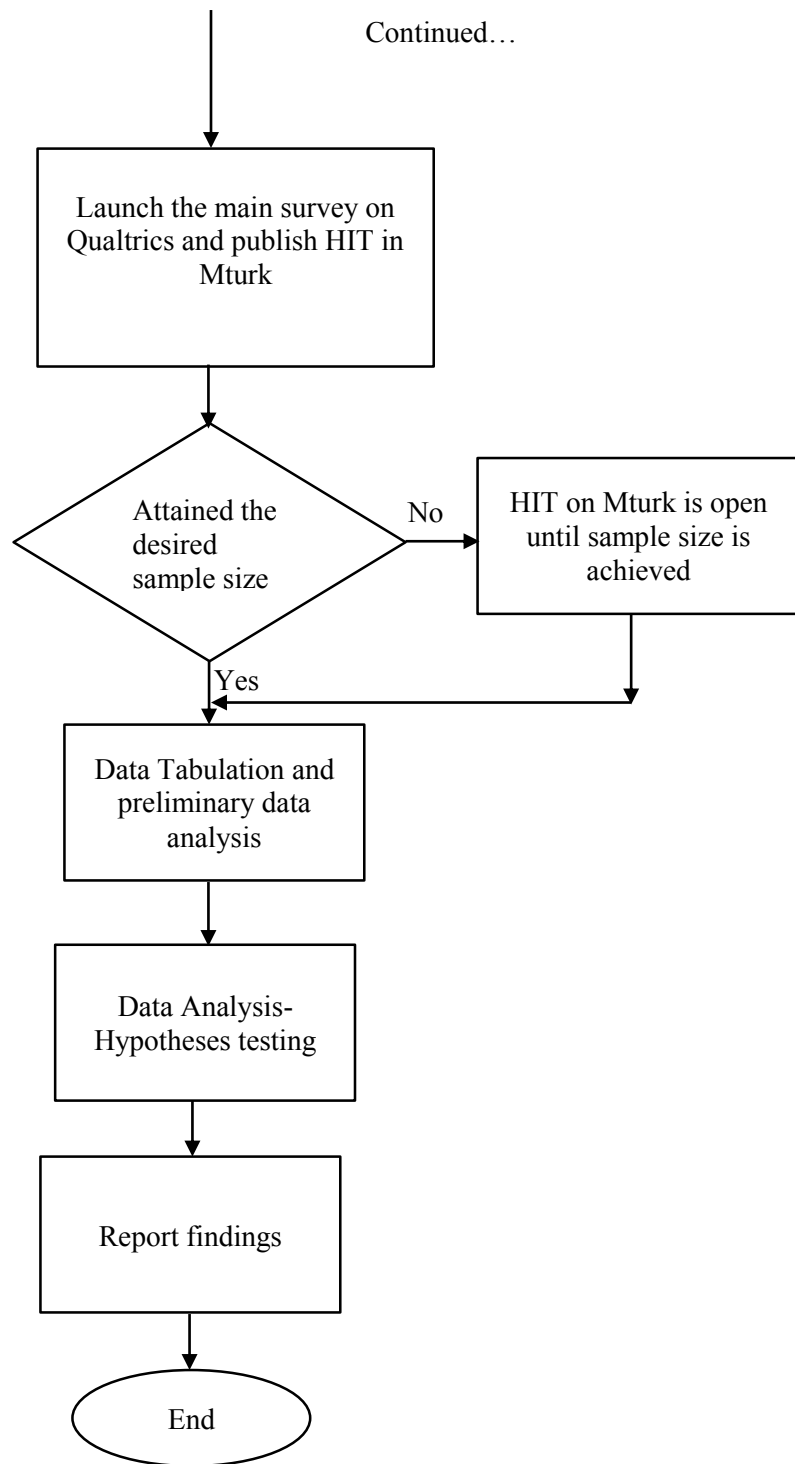 Continued…
Launch the main survey on
Qualtrics and publish HIT in
Mturk
Attained the
desired
sample size
No
HIT on Mturk is open
until sample size is
achieved
Yes
Data Tabulation and
preliminary data
analysis
Data Analysis-
Hypotheses testing
Report findings
End